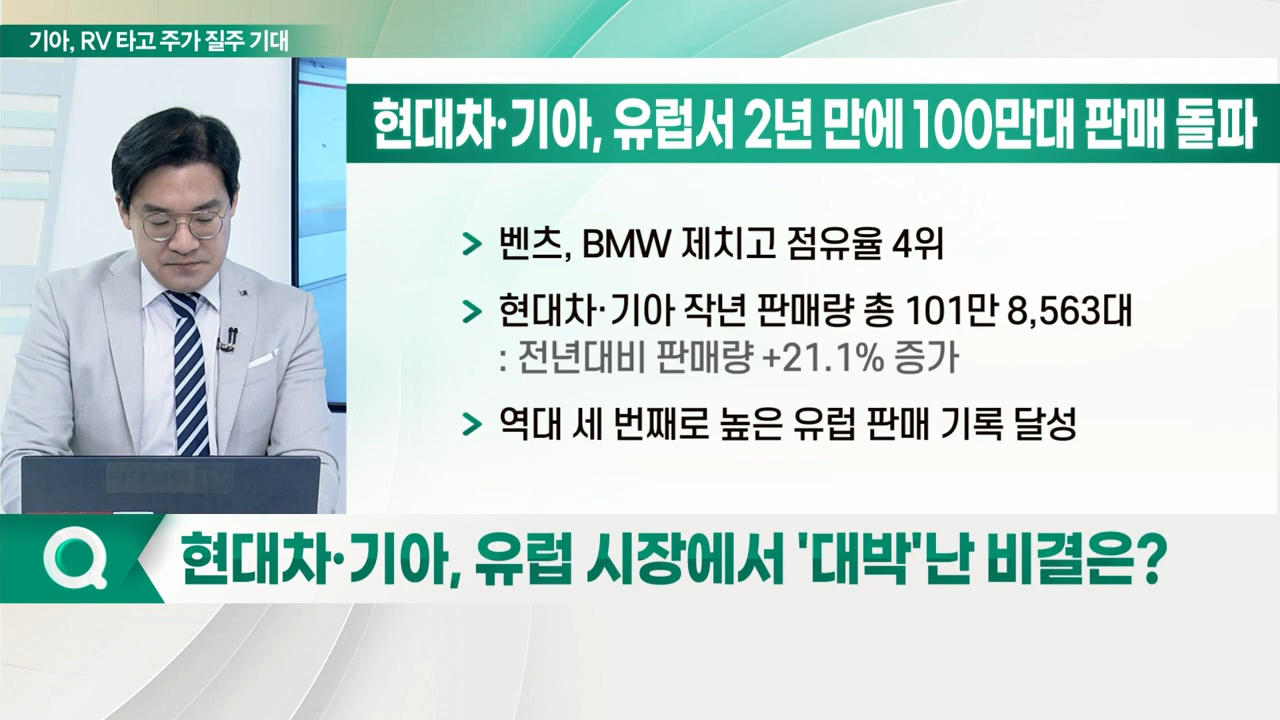 기아, RV 타고 주가 질주 기대
현대차·기아, 유럽서 2년 만에 100만대 판매 돌파
> 벤츠, BMW 제치고 점유율 4위
> 현대차·기아 작년 판매량 총 101만 8,563대
: 전년대비 판매량 +21.1% 증가
> 역대 세 번째로 높은 유럽 판매 기록 달성
Q 현대차·기아, 유럽 시장에서 '대박'난 비결은?